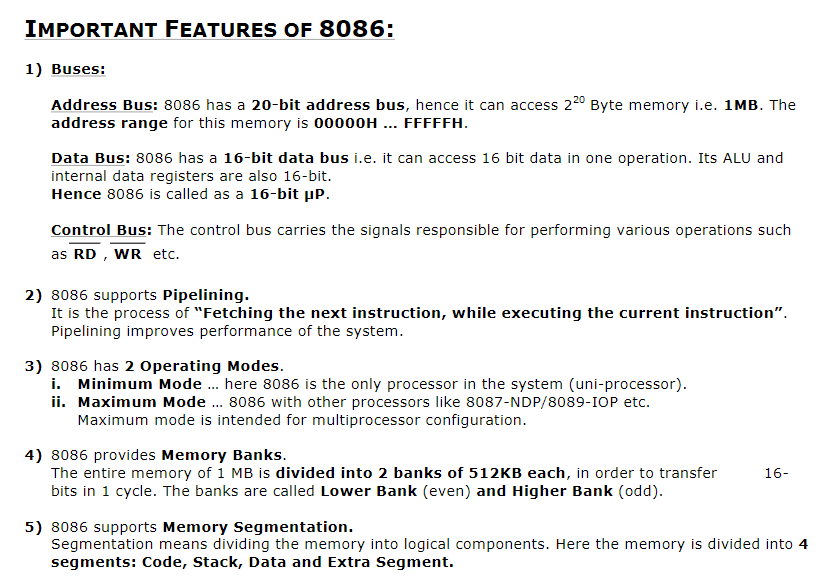 IMPORTANT FEATURES OF 8086:
1) Buses:
Address Bus: 8086 has a 20-bit address bus, hence it can access 2²⁰ Byte memory i.e. 1MB. The
address range for this memory is 00000H ... FFFFFH.
Data Bus: 8086 has a 16-bit data bus i.e. it can access 16 bit data in one operation. Its ALU and
internal data registers are also 16-bit.
Hence 8086 is called as a 16-bit µP.
Control Bus: The control bus carries the signals responsible for performing various operations such
as R̅D̅ , W̅R̅ etc.
2) 8086 supports Pipelining.
It is the process of “Fetching the next instruction, while executing the current instruction”.
Pipelining improves performance of the system.
3) 8086 has 2 Operating Modes.
i. Minimum Mode ... here 8086 is the only processor in the system (uni-processor).
ii. Maximum Mode ... 8086 with other processors like 8087-NDP/8089-IOP etc.
Maximum mode is intended for multiprocessor configuration.
4) 8086 provides Memory Banks.
The entire memory of 1 MB is divided into 2 banks of 512KB each, in order to transfer 16-
bits in 1 cycle. The banks are called Lower Bank (even) and Higher Bank (odd).
5) 8086 supports Memory Segmentation.
Segmentation means dividing the memory into logical components. Here the memory is divided into 4
segments: Code, Stack, Data and Extra Segment.